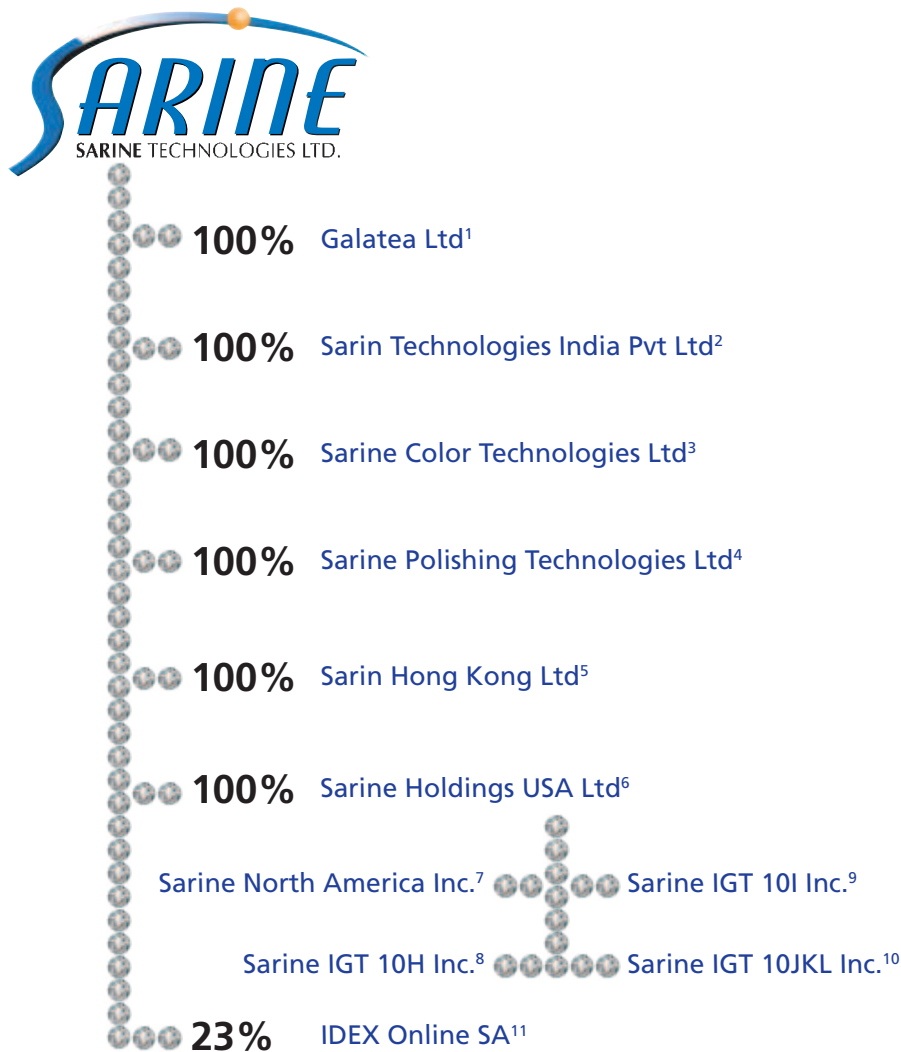 SARINE
SARINE TECHNOLOGIES LTD.
100% Galatea Ltd¹
100% Sarin Technologies India Pvt Ltd²
100% Sarine Color Technologies Ltd³
100% Sarine Polishing Technologies Ltd⁴
100% Sarin Hong Kong Ltd⁵
100% Sarine Holdings USA Ltd⁶
Sarine North America Inc.⁷ Sarine IGT 10I Inc.⁹
Sarine IGT 10H Inc.⁸ Sarine IGT 10JKL Inc.¹⁰
23% IDEX Online SA¹¹